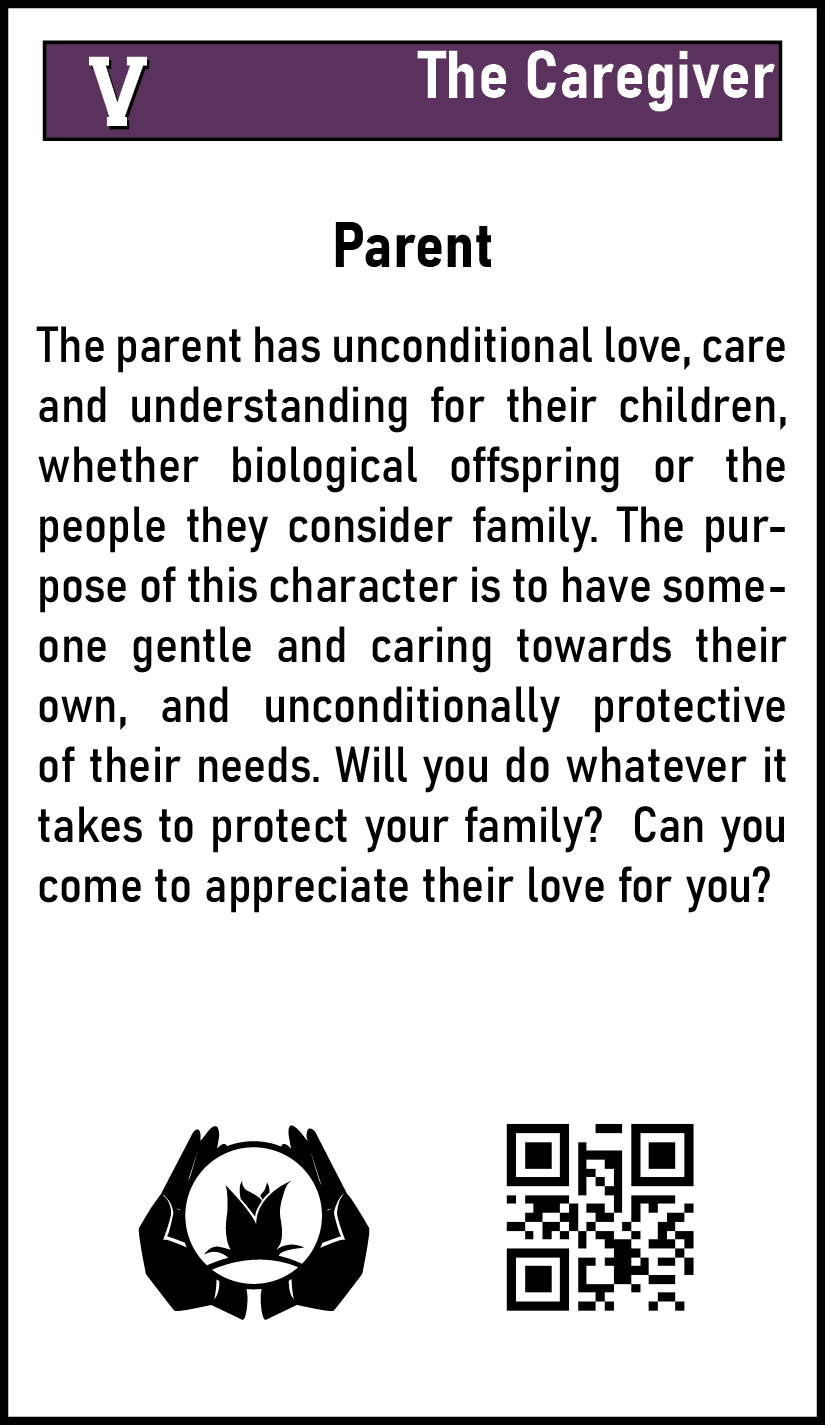 V
The Caregiver
Parent
The parent has unconditional love, care
and understanding for their children,
whether biological offspring or the
people they consider family. The pur-
pose of this character is to have some-
one gentle and caring towards their
own, and unconditionally protective
of their needs. Will you do whatever it
takes to protect your family?  Can you
come to appreciate their love for you?